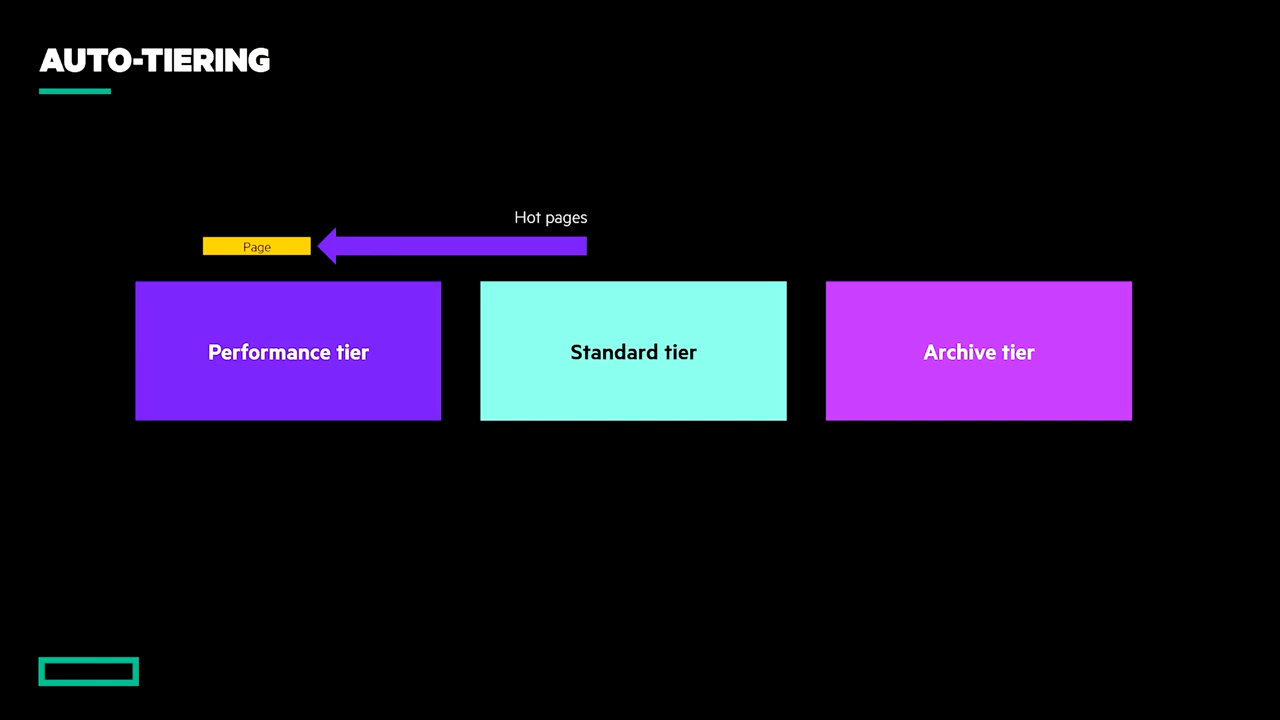 AUTO-TIERING
Hot pages
Page
Performance tier
Standard tier
Archive tier